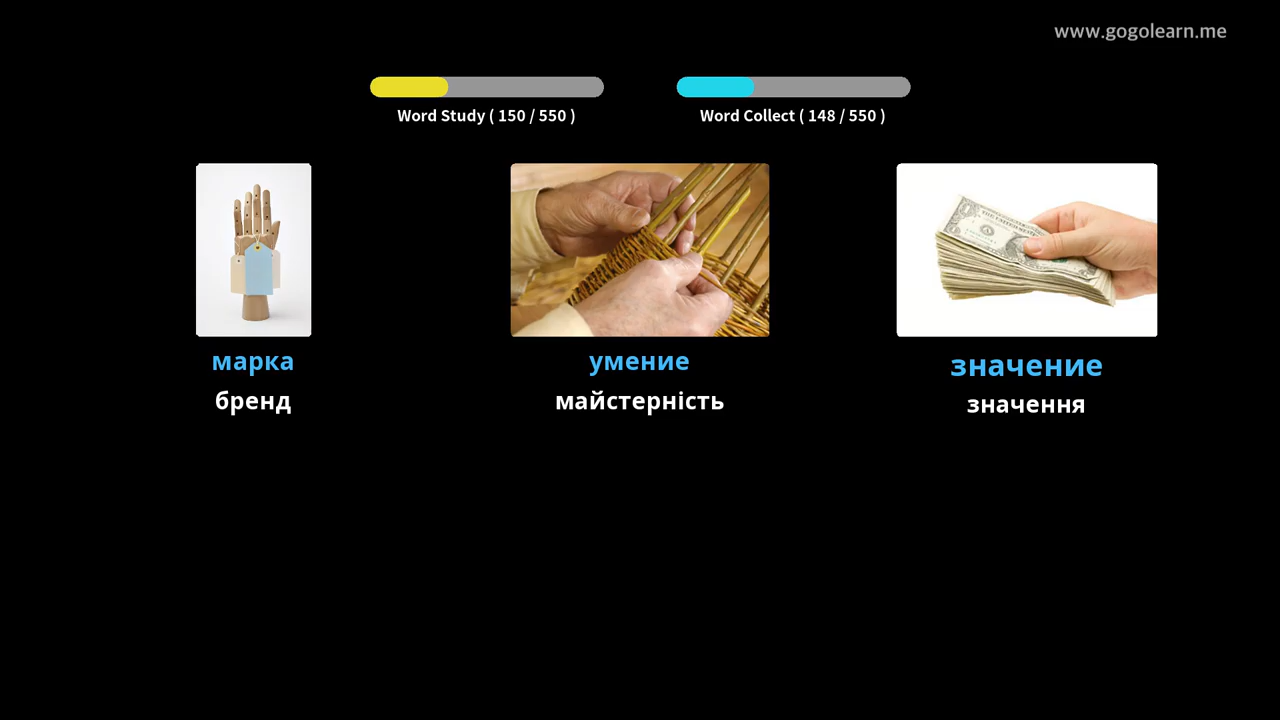 www.gogolearn.me
Word Study ( 150 / 550 )
Word Collect ( 148 / 550 )
марка
бренд
умение
майстерність
значение
значення